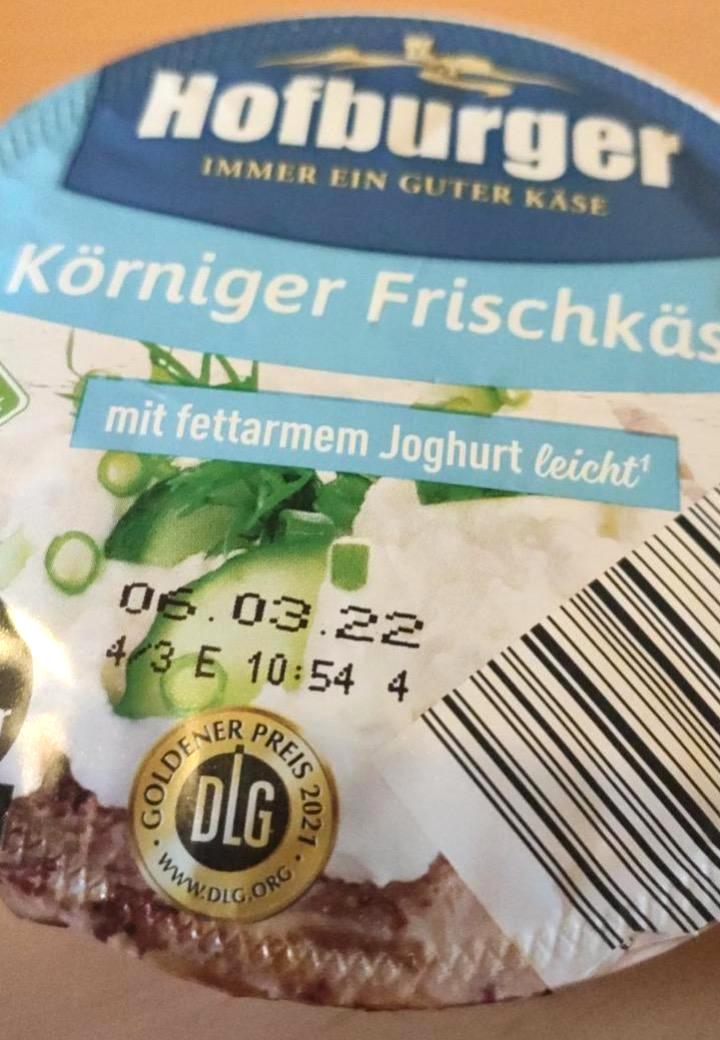 Hofburger
IMMER EIN GUTER KÄSE
Körniger Frischkäs
mit fettarmem Joghurt leicht¹
06.03.22
4/3 E 10:54 4
GOLDENER PREIS 2021
DLG
WWW.DLG.ORG